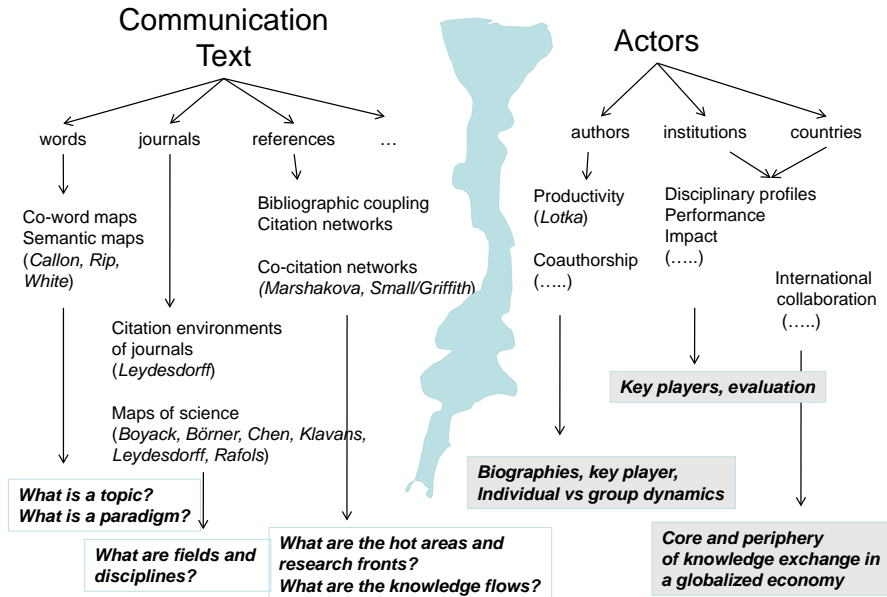 Communication
Text
words
journals
references
…
Co-word maps
Semantic maps
(Callon, Rip,
White)
Bibliographic coupling
Citation networks
Co-citation networks
(Marshakova, Small/Griffith)
Citation environments
of journals
(Leydesdorff)
Maps of science
(Boyack, Börner, Chen, Klavans,
Leydesdorff, Rafols)
What is a topic?
What is a paradigm?
What are fields and
disciplines?
What are the hot areas and
research fronts?
What are the knowledge flows?
Actors
authors
institutions
countries
Productivity
(Lotka)
Coauthorship
(…..)
Disciplinary profiles
Performance
Impact
(…..)
International
collaboration
(…..)
Key players, evaluation
Biographies, key player,
Individual vs group dynamics
Core and periphery
of knowledge exchange in
a globalized economy